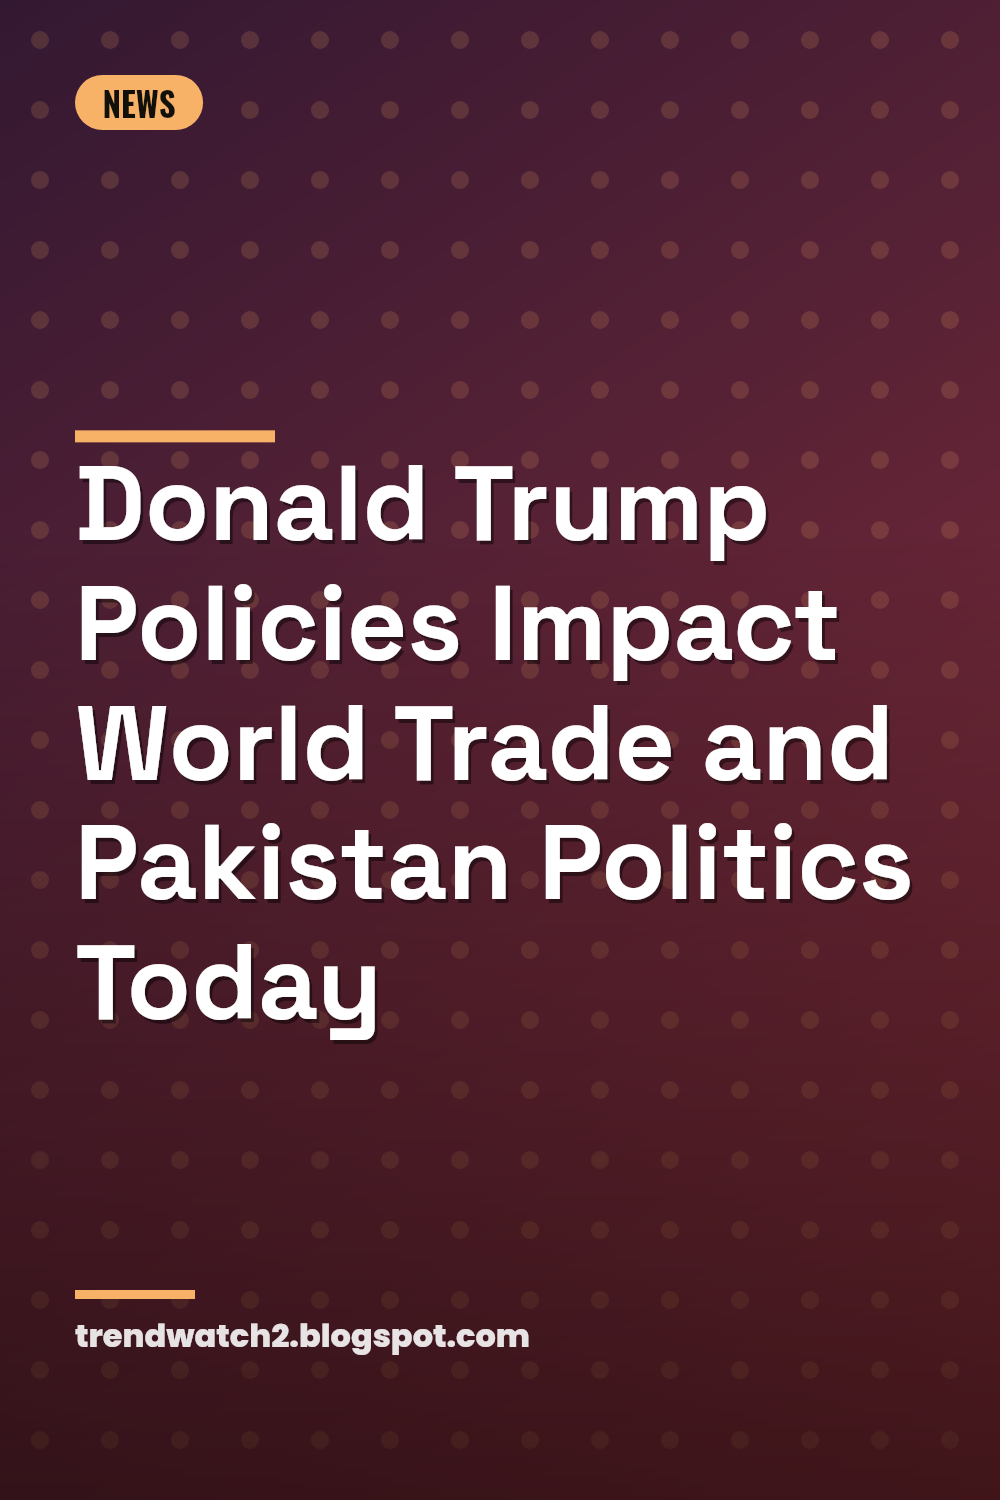 NEWS
Donald Trump
Policies Impact
World Trade and
Pakistan Politics
Today
trendwatch2.blogspot.com